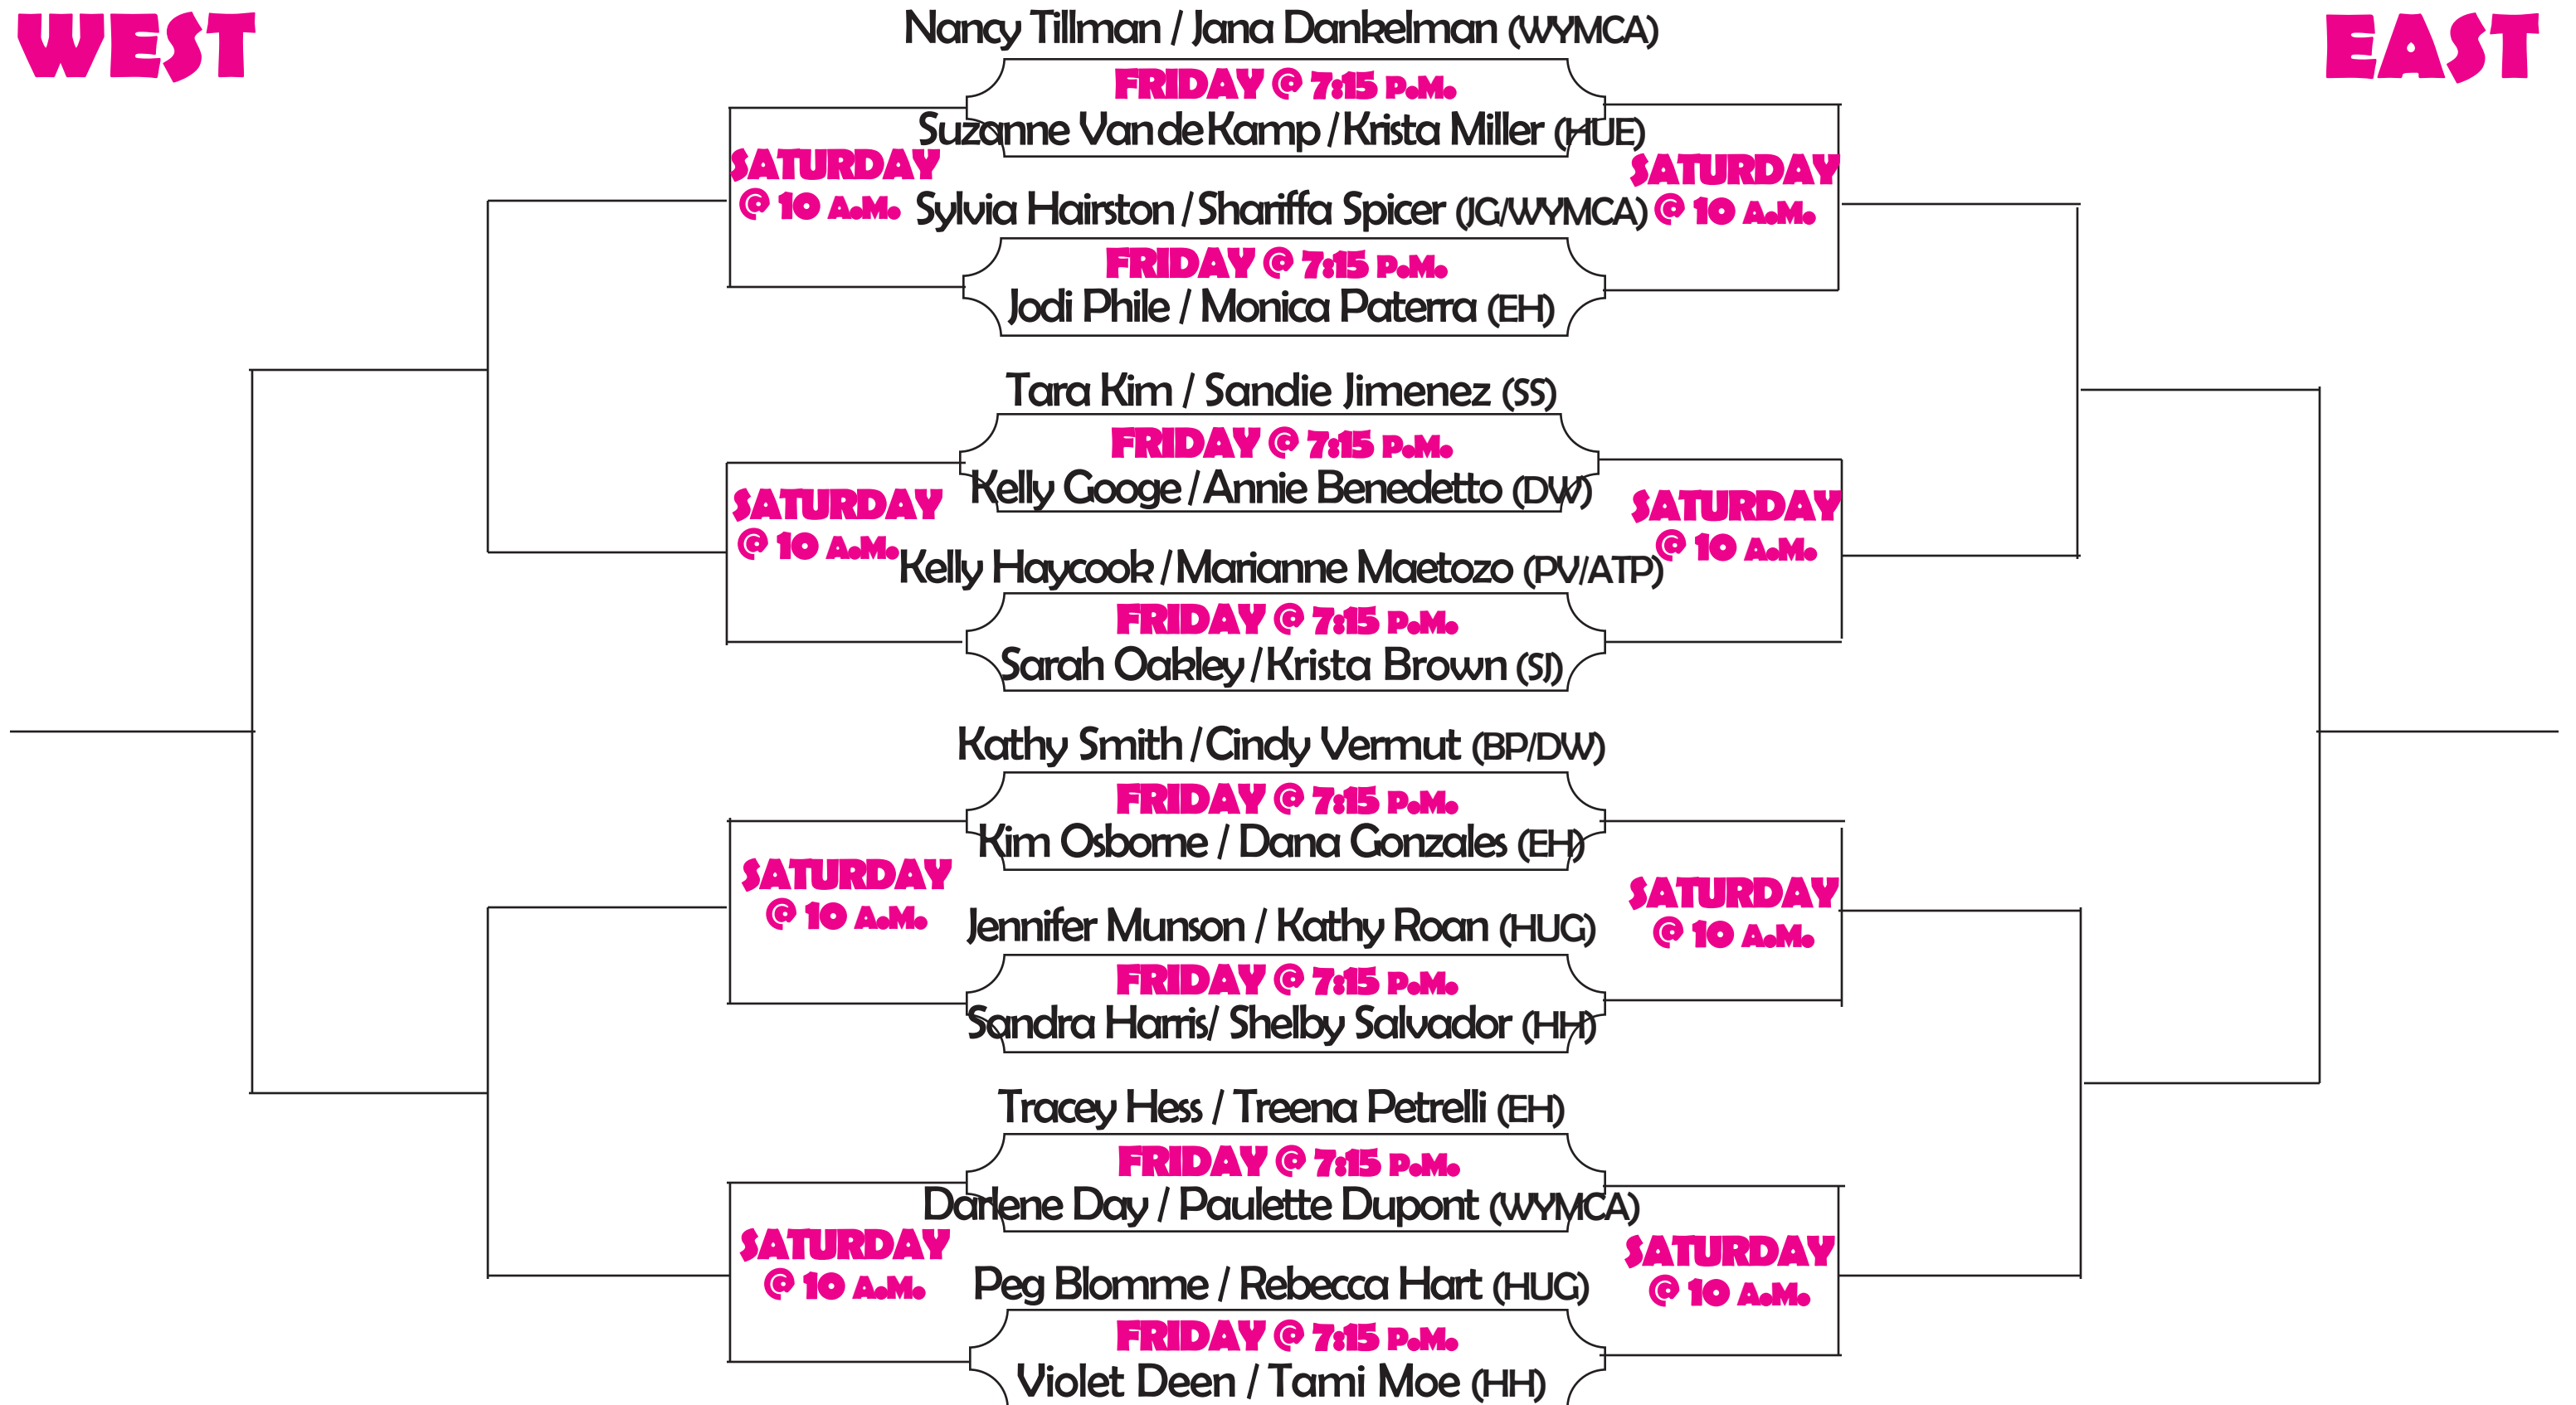 WEST
EAST
Nancy Tillman / Jana Dankelman (WYMCA)
FRIDAY @ 7:15 P.M.
Suzanne Van de Kamp / Krista Miller (HUE)
SATURDAY
@ 10 A.M.
SATURDAY
@ 10 A.M.
Sylvia Hairston / Shariffa Spicer (JG/WYMCA)
FRIDAY @ 7:15 P.M.
Jodi Phile / Monica Paterra (EH)
Tara Kim / Sandie Jimenez (SS)
FRIDAY @ 7:15 P.M.
Kelly Googe / Annie Benedetto (DW)
SATURDAY
@ 10 A.M.
SATURDAY
@ 10 A.M.
Kelly Haycook / Marianne Maetozo (PV/ATP)
FRIDAY @ 7:15 P.M.
Sarah Oakley / Krista Brown (SJ)
Kathy Smith / Cindy Vermut (BP/DW)
FRIDAY @ 7:15 P.M.
Kim Osborne / Dana Gonzales (EH)
SATURDAY
@ 10 A.M.
SATURDAY
@ 10 A.M.
Jennifer Munson / Kathy Roan (HUG)
FRIDAY @ 7:15 P.M.
Sandra Harris/ Shelby Salvador (HH)
Tracey Hess / Treena Petrelli (EH)
FRIDAY @ 7:15 P.M.
Darlene Day / Paulette Dupont (WYMCA)
SATURDAY
@ 10 A.M.
SATURDAY
@ 10 A.M.
Peg Blomme / Rebecca Hart (HUG)
FRIDAY @ 7:15 P.M.
Violet Deen / Tami Moe (HH)